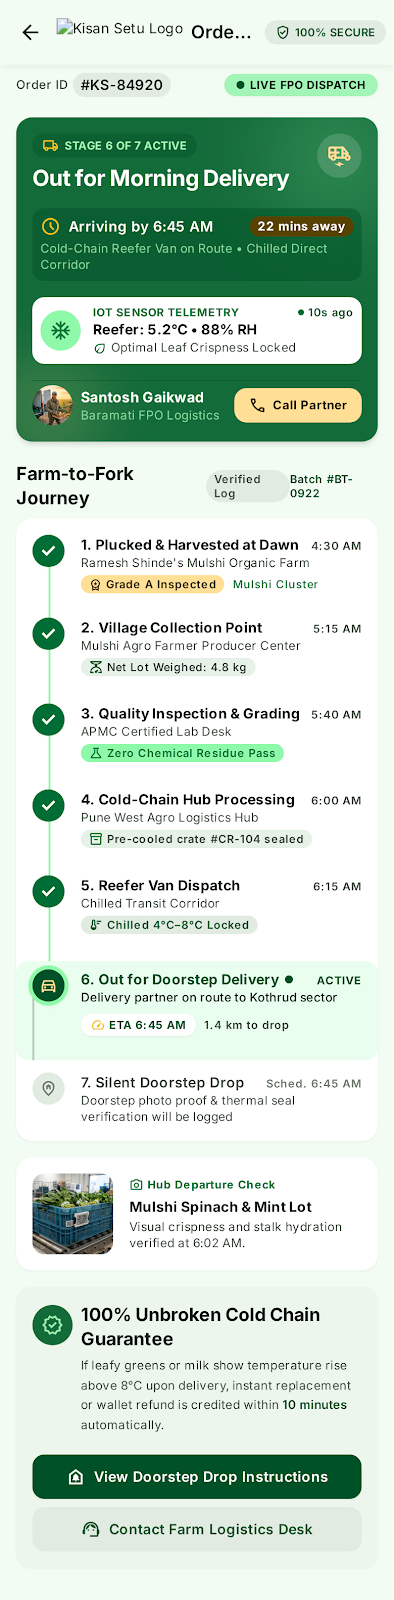 Kisan Setu Logo
Orde...
100% SECURE
Order ID #KS-84920
LIVE FPO DISPATCH
STAGE 6 OF 7 ACTIVE
Out for Morning Delivery
Arriving by 6:45 AM
22 mins away
Cold-Chain Reefer Van on Route • Chilled Direct
Corridor
IOT SENSOR TELEMETRY
10s ago
Reefer: 5.2°C • 88% RH
Optimal Leaf Crispness Locked
Santosh Gaikwad
Baramati FPO Logistics
Call Partner
Farm-to-Fork
Journey
Verified
Log
Batch #BT-
0922
1. Plucked & Harvested at Dawn
4:30 AM
Ramesh Shinde's Mulshi Organic Farm
Grade A Inspected
Mulshi Cluster
2. Village Collection Point
5:15 AM
Mulshi Agro Farmer Producer Center
Net Lot Weighed: 4.8 kg
3. Quality Inspection & Grading
5:40 AM
APMC Certified Lab Desk
Zero Chemical Residue Pass
4. Cold-Chain Hub Processing
6:00 AM
Pune West Agro Logistics Hub
Pre-cooled crate #CR-104 sealed
5. Reefer Van Dispatch
6:15 AM
Chilled Transit Corridor
Chilled 4°C–8°C Locked
6. Out for Doorstep Delivery
ACTIVE
Delivery partner on route to Kothrud sector
ETA 6:45 AM
1.4 km to drop
7. Silent Doorstep Drop
Sched. 6:45 AM
Doorstep photo proof & thermal seal
verification will be logged
Hub Departure Check
Mulshi Spinach & Mint Lot
Visual crispness and stalk hydration
verified at 6:02 AM.
100% Unbroken Cold Chain
Guarantee
If leafy greens or milk show temperature rise
above 8°C upon delivery, instant replacement
or wallet refund is credited within 10 minutes
automatically.
View Doorstep Drop Instructions
Contact Farm Logistics Desk